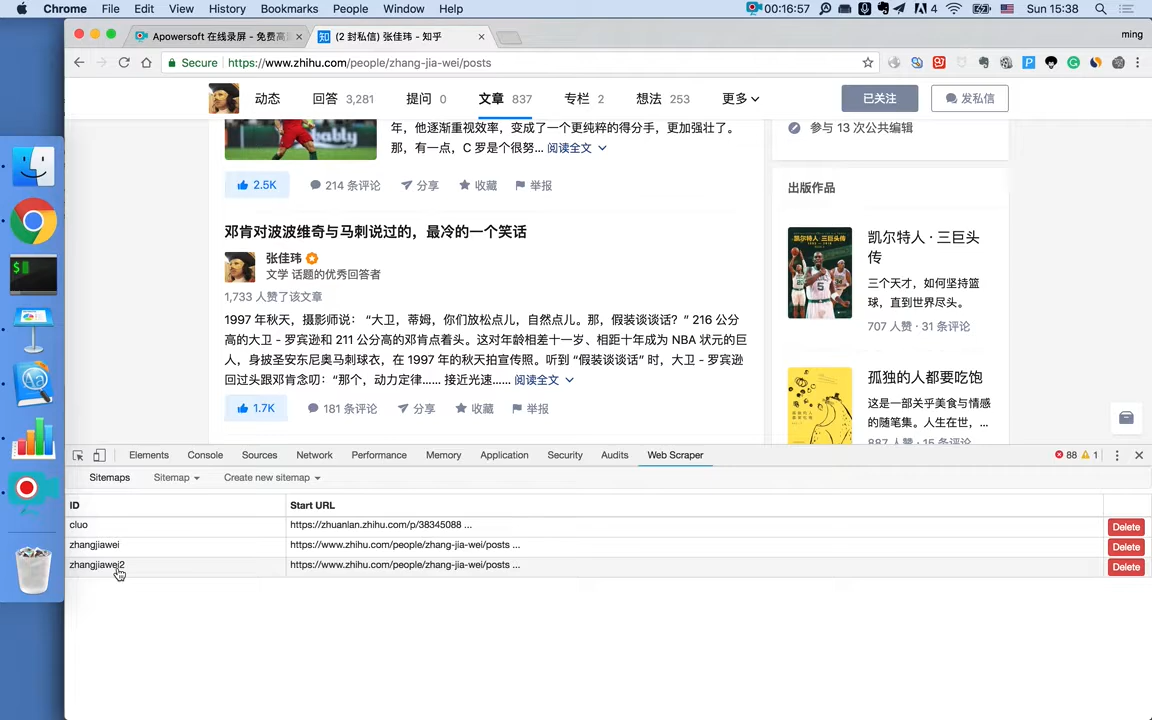 Chrome File Edit View History Bookmarks People Window Help 00:16:57 4 Sun 15:38
Apowersoft 在线录屏 - 免费高 (2 封私信) 张佳玮 - 知乎 ming
Secure https://www.zhihu.com/people/zhang-jia-wei/posts
动态 回答 3,281 提问 0 文章 837 专栏 2 想法 253 更多 已关注 发私信
年，他逐渐重视效率，变成了一个更纯粹的得分手，更加强壮了。
那，有一点，C 罗是个很努... 阅读全文
2.5K 214 条评论 分享 收藏 举报
邓肯对波波维奇与马刺说过的，最冷的一个笑话
张佳玮
文学 话题的优秀回答者
1,733 人赞了该文章
1997 年秋天，摄影师说： “大卫，蒂姆，你们放松点儿，自然点儿。那，假装谈谈话？” 216 公分
高的大卫 - 罗宾逊和 211 公分高的邓肯点着头。这对年龄相差十一岁、相距十年成为 NBA 状元的巨
人，身披圣安东尼奥马刺球衣，在 1997 年的秋天拍宣传照。听到 “假装谈谈话” 时，大卫 - 罗宾逊
回过头跟邓肯念叨：“那个，动力定律…… 接近光速…… 阅读全文
1.7K 181 条评论 分享 收藏 举报
参与 13 次公共编辑
出版作品
凯尔特人 · 三巨头
传
三个天才，如何坚持篮
球，直到世界尽头。
707 人赞 · 31 条评论
孤独的人都要吃饱
这是一部关乎美食与情感
的随笔集。人生在世，...
887 人赞 · 15 条评论
Elements Console Sources Network Performance Memory Application Security Audits Web Scraper 88 1
Sitemaps Sitemap Create new sitemap
ID Start URL
cluo https://zhuanlan.zhihu.com/p/38345088 ... Delete
zhangjiawei https://www.zhihu.com/people/zhang-jia-wei/posts ... Delete
zhangjiawei2 https://www.zhihu.com/people/zhang-jia-wei/posts ... Delete